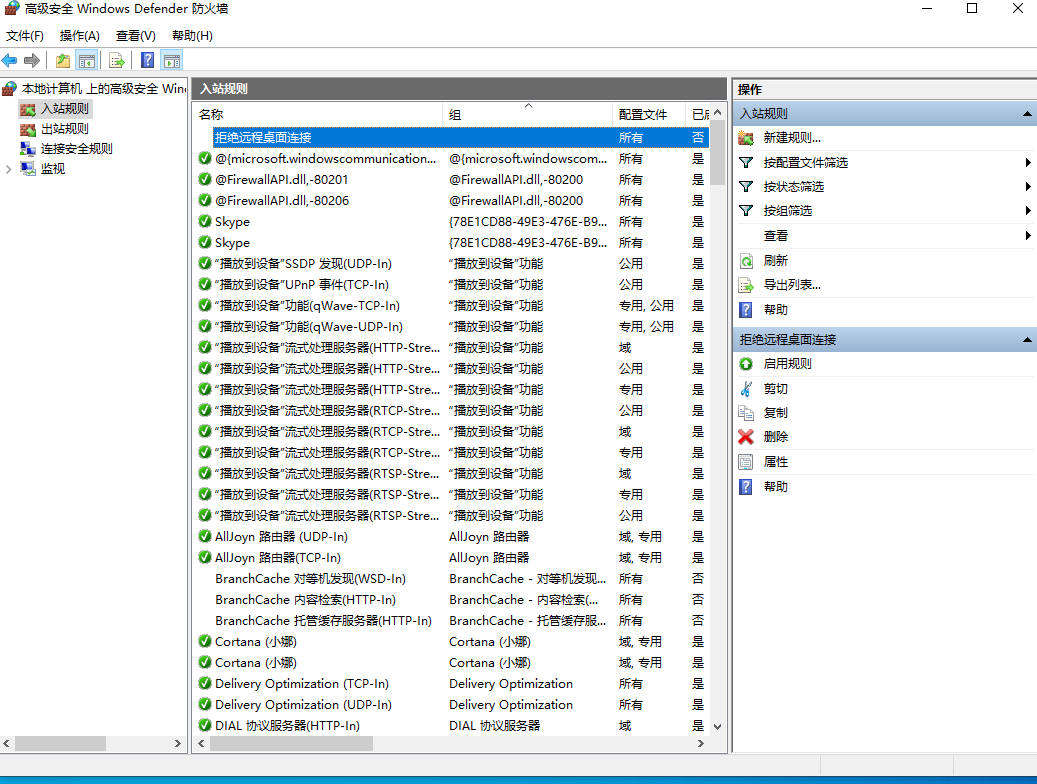 高级安全 Windows Defender 防火墙
文件(F) 操作(A) 查看(V) 帮助(H)
本地计算机 上的高级安全 Win
入站规则
出站规则
连接安全规则
监视
入站规则
名称 组 配置文件 已启
拒绝远程桌面连接 所有 否
@{microsoft.windowscommunication... @{microsoft.windowscom... 所有 是
@FirewallAPI.dll,-80201 @FirewallAPI.dll,-80200 所有 是
@FirewallAPI.dll,-80206 @FirewallAPI.dll,-80200 所有 是
Skype {78E1CD88-49E3-476E-B9... 所有 是
Skype {78E1CD88-49E3-476E-B9... 所有 是
“播放到设备”SSDP 发现(UDP-In) “播放到设备”功能 公用 是
“播放到设备”UPnP 事件(TCP-In) “播放到设备”功能 公用 是
“播放到设备”功能(qWave-TCP-In) “播放到设备”功能 专用, 公用 是
“播放到设备”功能(qWave-UDP-In) “播放到设备”功能 专用, 公用 是
“播放到设备”流式处理服务器(HTTP-Stre... “播放到设备”功能 域 是
“播放到设备”流式处理服务器(HTTP-Stre... “播放到设备”功能 公用 是
“播放到设备”流式处理服务器(HTTP-Stre... “播放到设备”功能 专用 是
“播放到设备”流式处理服务器(RTCP-Stre... “播放到设备”功能 公用 是
“播放到设备”流式处理服务器(RTCP-Stre... “播放到设备”功能 域 是
“播放到设备”流式处理服务器(RTCP-Stre... “播放到设备”功能 专用 是
“播放到设备”流式处理服务器(RTSP-Stre... “播放到设备”功能 域 是
“播放到设备”流式处理服务器(RTSP-Stre... “播放到设备”功能 专用 是
“播放到设备”流式处理服务器(RTSP-Stre... “播放到设备”功能 公用 是
AllJoyn 路由器 (UDP-In) AllJoyn 路由器 域, 专用 是
AllJoyn 路由器(TCP-In) AllJoyn 路由器 域, 专用 是
BranchCache 对等机发现(WSD-In) BranchCache - 对等机发现... 所有 否
BranchCache 内容检索(HTTP-In) BranchCache - 内容检索(... 所有 否
BranchCache 托管缓存服务器(HTTP-In) BranchCache - 托管缓存服... 所有 否
Cortana (小娜) Cortana (小娜) 域, 专用 是
Cortana (小娜) Cortana (小娜) 域, 专用 是
Delivery Optimization (TCP-In) Delivery Optimization 所有 是
Delivery Optimization (UDP-In) Delivery Optimization 所有 是
DIAL 协议服务器(HTTP-In) DIAL 协议服务器 域 是
操作
入站规则
新建规则...
按配置文件筛选
按状态筛选
按组筛选
查看
刷新
导出列表...
帮助
拒绝远程桌面连接
启用规则
剪切
复制
删除
属性
帮助